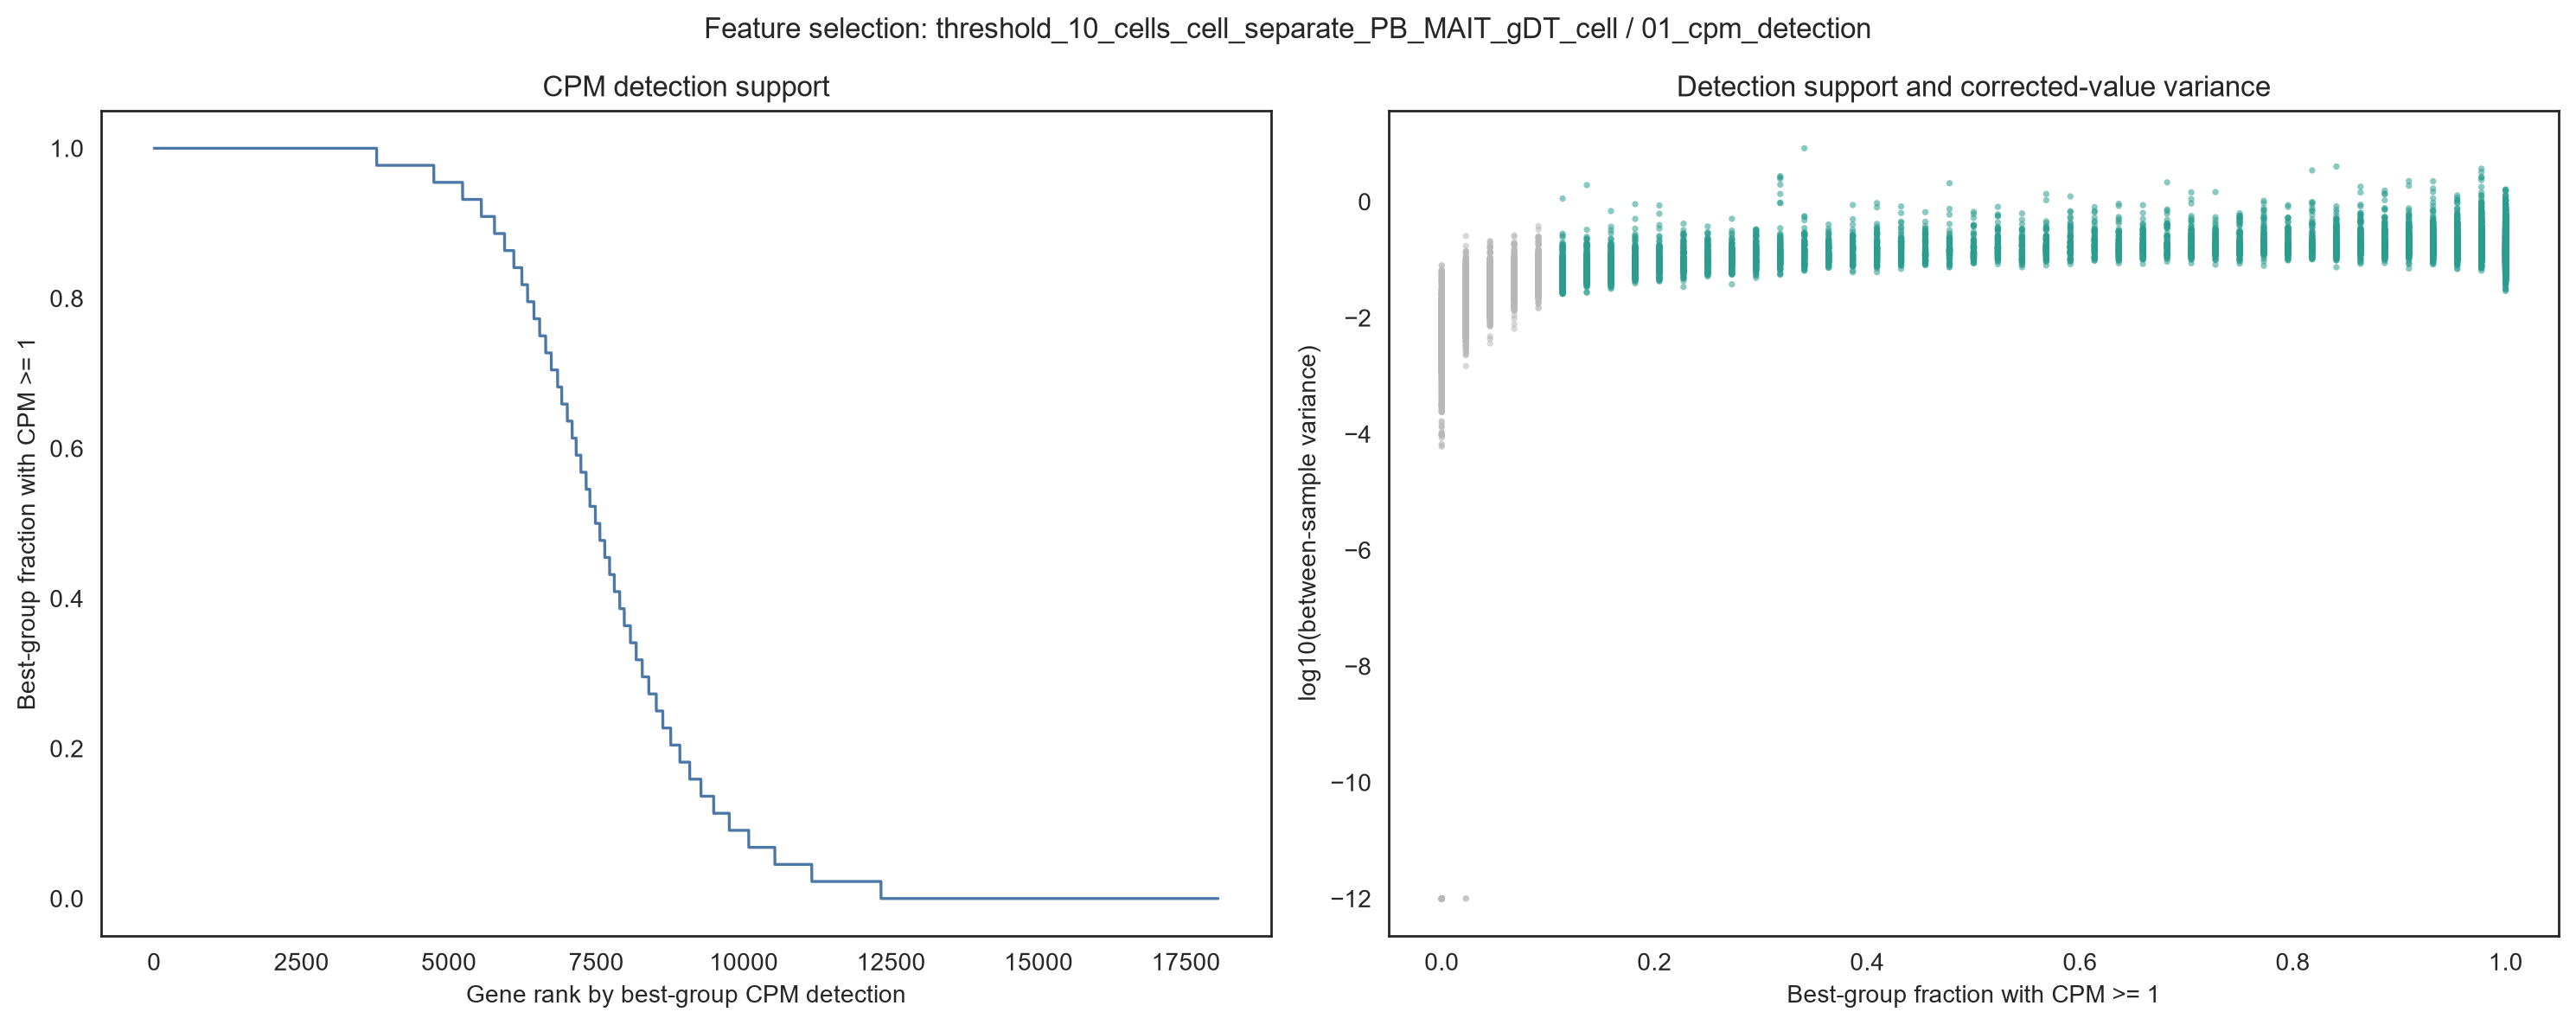 Feature selection: threshold_10_cells_cell_separate_PB_MAIT_gDT_cell / 01_cpm_detection
CPM detection support
Best-group fraction with CPM >= 1
1.0
0.8
0.6
0.4
0.2
0.0
0 2500 5000 7500 10000 12500 15000 17500
Gene rank by best-group CPM detection
Detection support and corrected-value variance
log10(between-sample variance)
0
−2
−4
−6
−8
−10
−12
0.0 0.2 0.4 0.6 0.8 1.0
Best-group fraction with CPM >= 1